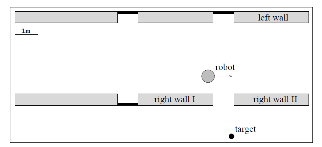 left wall
1m
robot
right wall I
right wall II
target